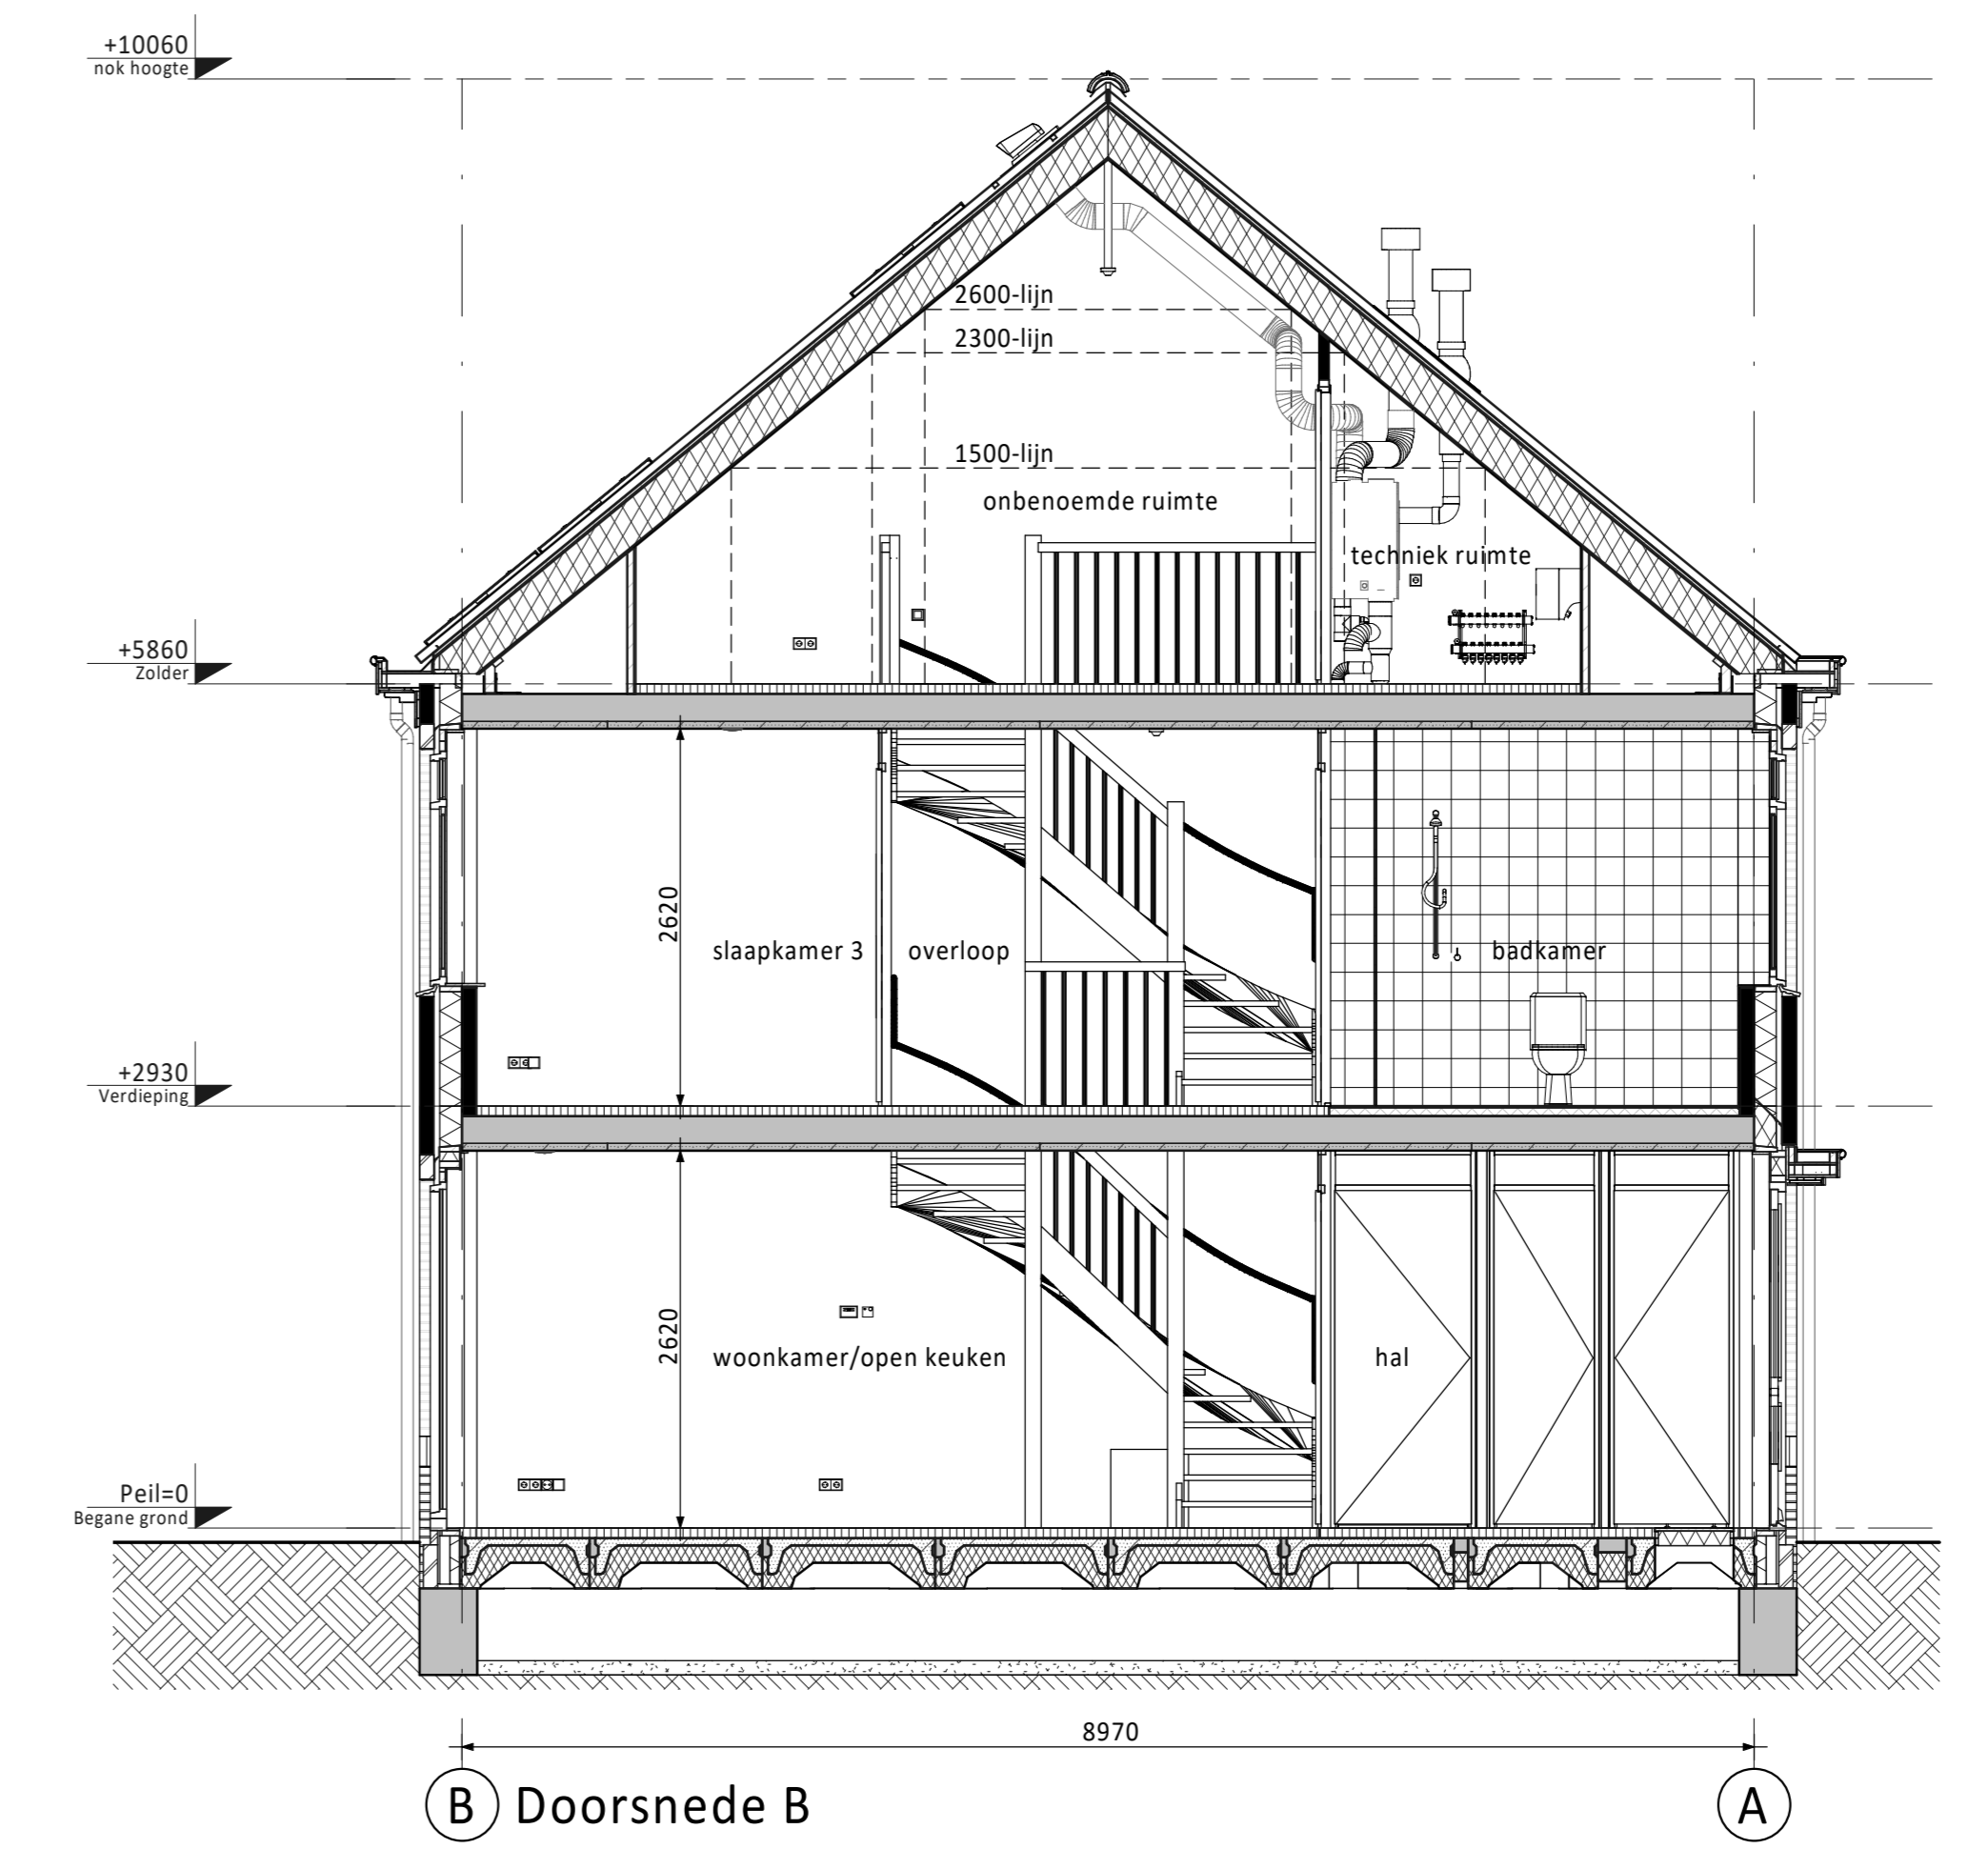 +10060
nok hoogte
2600-lijn
2300-lijn
1500-lijn
onbenoemde ruimte
techniek ruimte
+5860
Zolder
2620
slaapkamer 3
overloop
badkamer
+2930
Verdieping
2620
woonkamer/open keuken
hal
Peil=0
Begane grond
8970
B
Doorsnede B
A